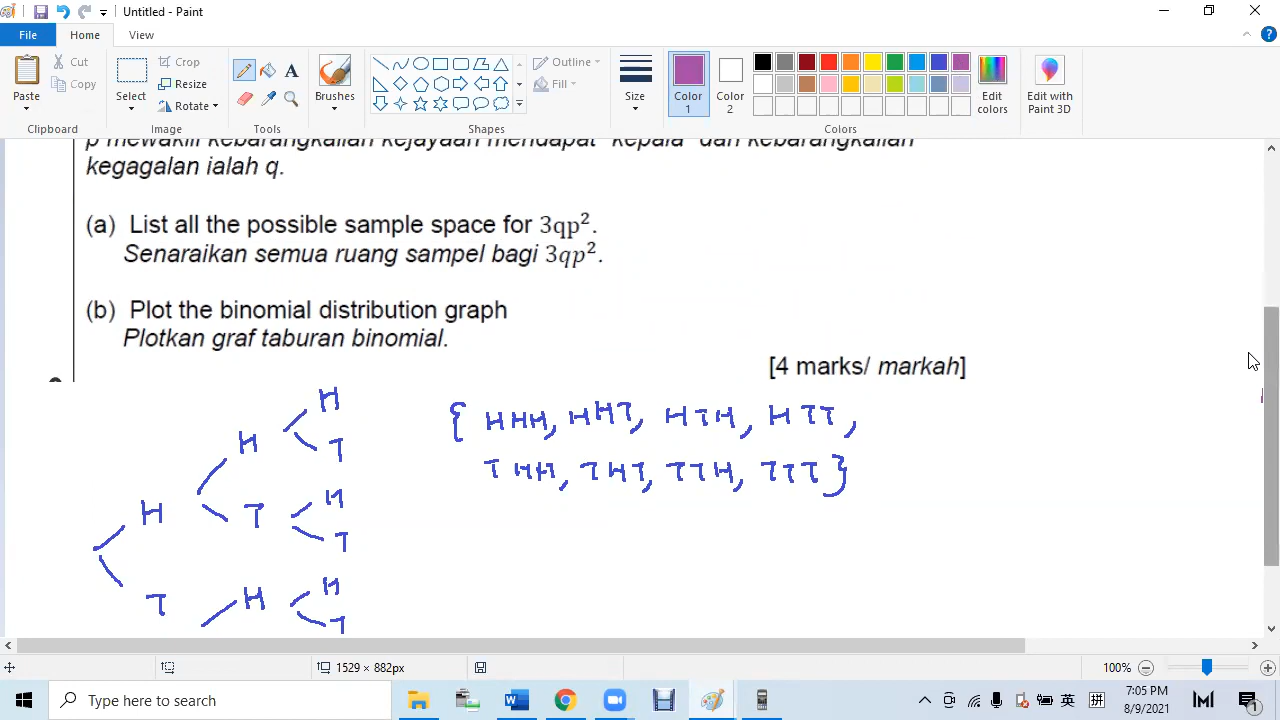 Untitled - Paint
File
Home
View
Paste
Cut
Copy
Clipboard
Select
Crop
Resize
Rotate
Image
A
Tools
Brushes
Outline
Fill
Shapes
Size
Color 1
Color 2
Edit colors
Edit with Paint 3D
Colors
p mewakili kebarangkalian kejayaan mendapat 'kepala' dan kebarangkalian
kegagalan ialah q.
(a) List all the possible sample space for 3qp².
Senaraikan semua ruang sampel bagi 3qp².
(b) Plot the binomial distribution graph
Plotkan graf taburan binomial.
[4 marks/ markah]
H
H
T
H
H
T
T
H
H
T
T
{ HHH, HHT, HTH, HTT,
THH, THT, TTH, TTT }
1529 × 882px
100%
Type here to search
英
拼
7:05 PM
8/9/2021
1